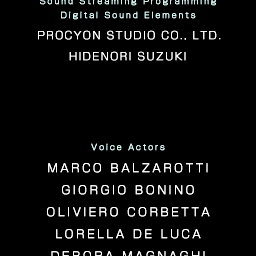 Sound Streaming Programming
Digital Sound Elements
PROCYON STUDIO CO., LTD.
HIDENORI SUZUKI
Voice Actors
MARCO BALZAROTTI
GIORGIO BONINO
OLIVIERO CORBETTA
LORELLA DE LUCA
DEBORA MAGNAGHI